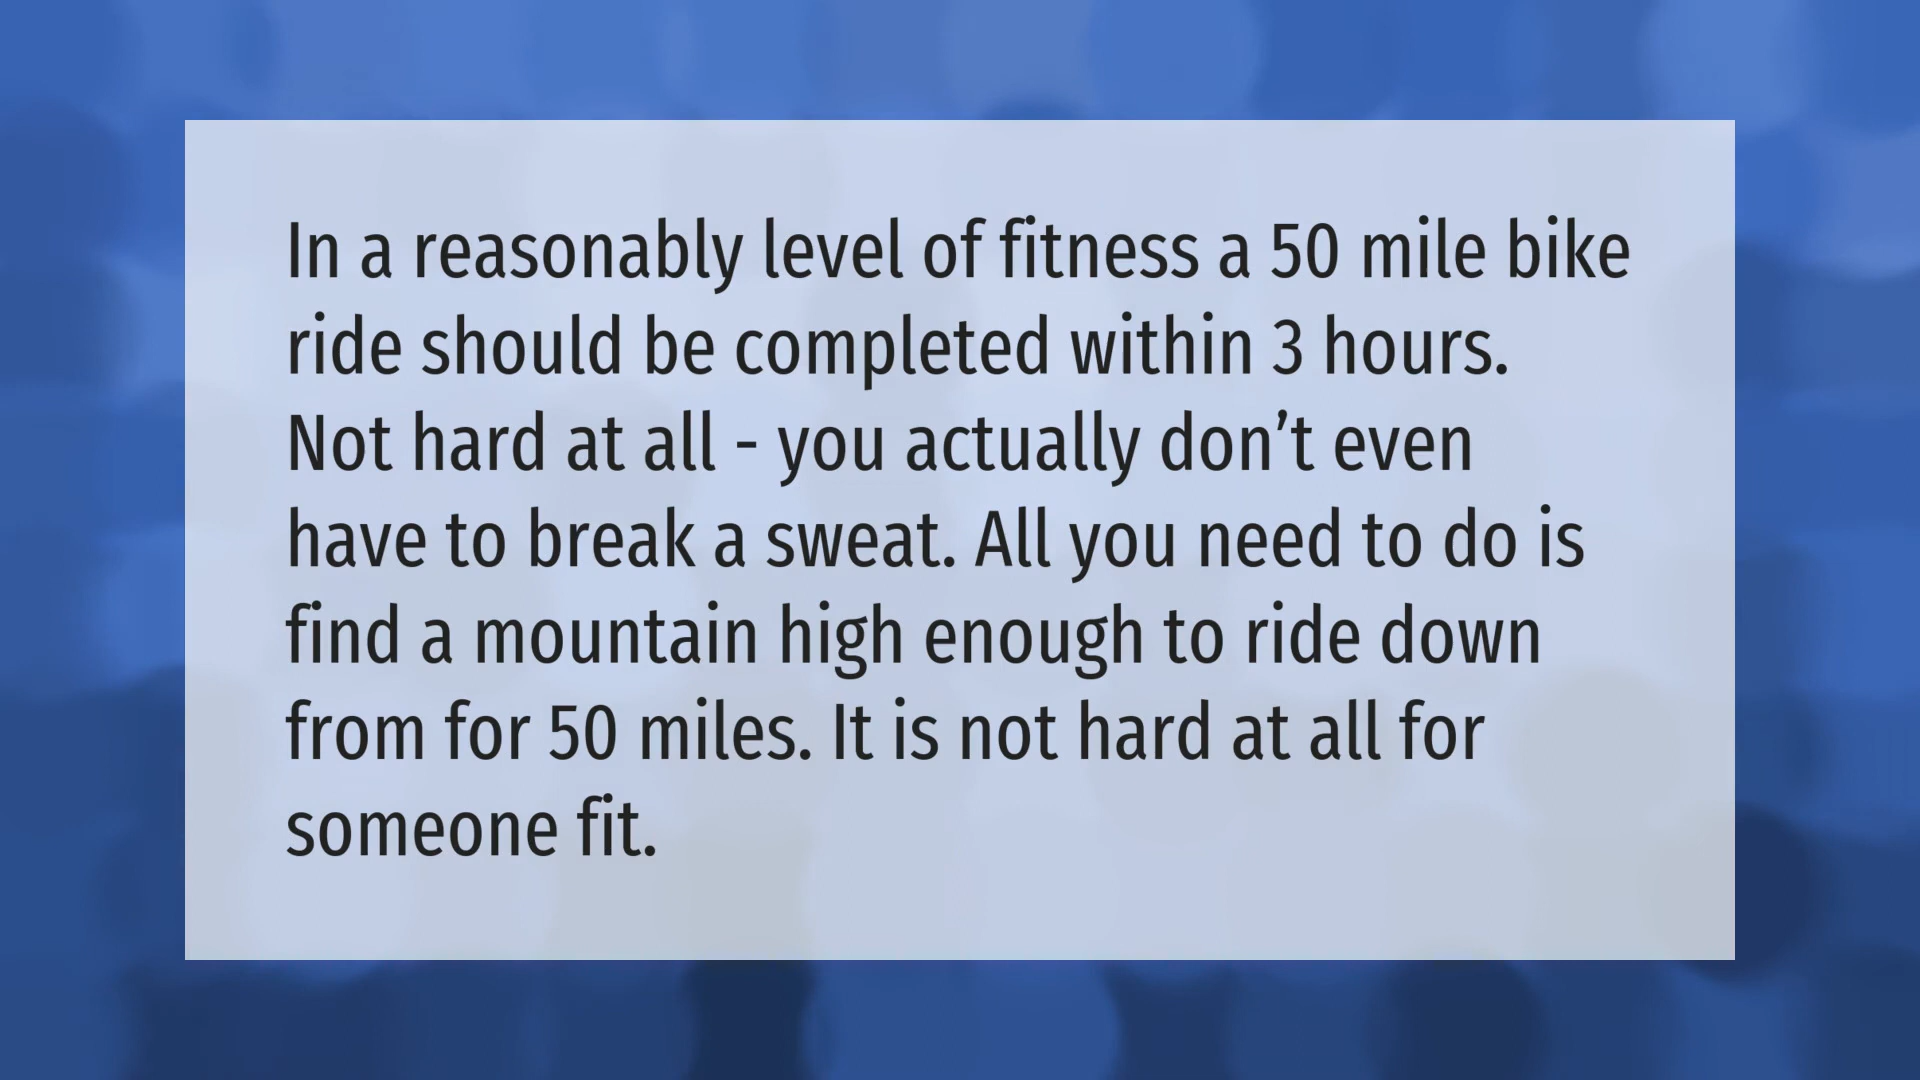 In a reasonably level of fitness a 50 mile bike
ride should be completed within 3 hours.
Not hard at all - you actually don’t even
have to break a sweat. All you need to do is
find a mountain high enough to ride down
from for 50 miles. It is not hard at all for
someone fit.